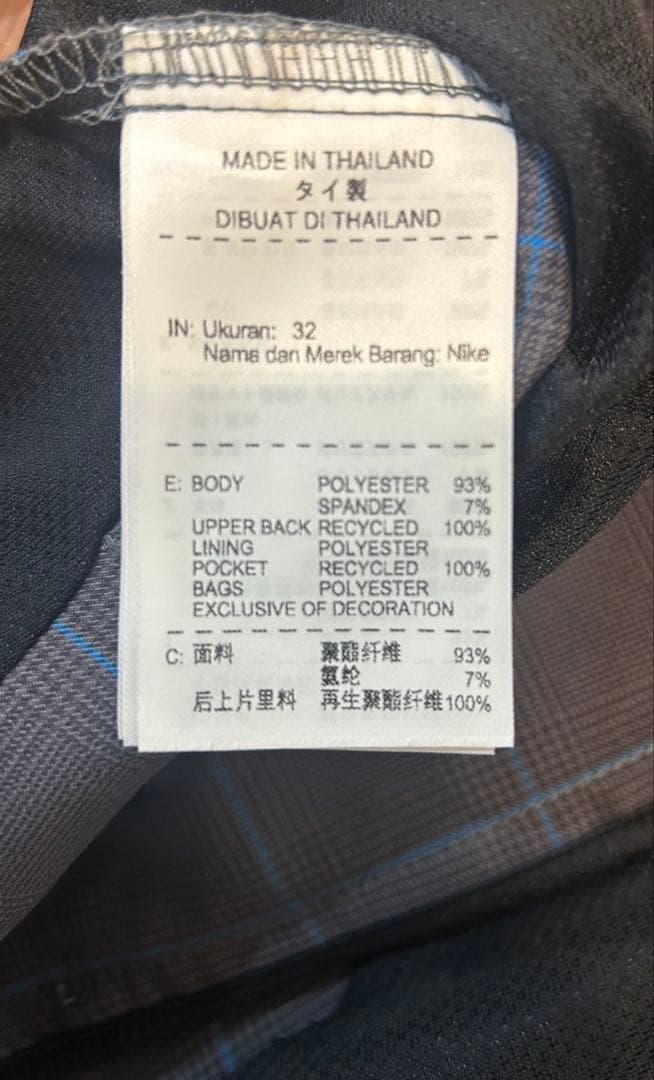 MADE IN THAILAND
タイ製
DIBUAT DI THAILAND
IN: Ukuran: 32
Nama dan Merek Barang: Nike
E: BODY POLYESTER 93%
SPANDEX 7%
UPPER BACK RECYCLED 100%
LINING POLYESTER
POCKET RECYCLED 100%
BAGS POLYESTER
EXCLUSIVE OF DECORATION
C: 面料 聚酯纤维 93%
氨纶 7%
后上片里料 再生聚酯纤维 100%